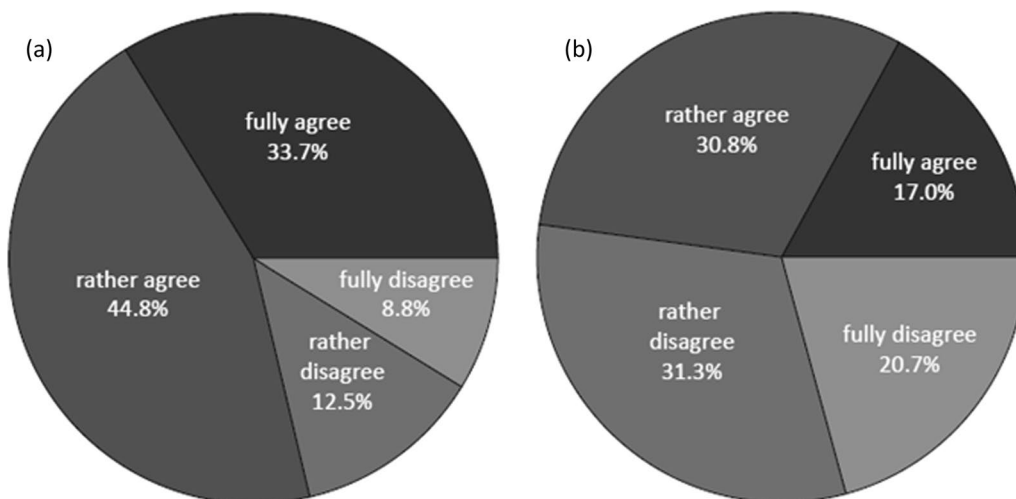 (a)
fully agree
33.7%
rather agree
44.8%
fully disagree
8.8%
rather
disagree
12.5%
(b)
rather agree
30.8%
fully agree
17.0%
rather
disagree
31.3%
fully disagree
20.7%